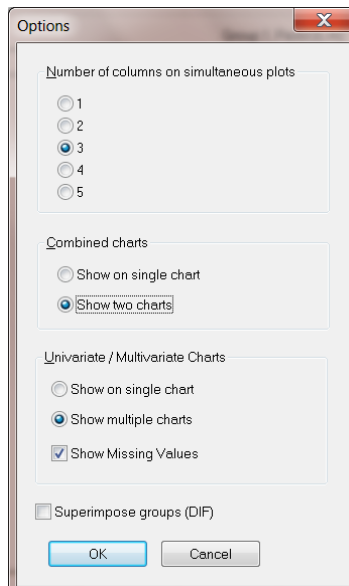 Options
Number of columns on simultaneous plots
1
2
3
4
5
Combined charts
Show on single chart
Show two charts
Univariate / Multivariate Charts
Show on single chart
Show multiple charts
Show Missing Values
Superimpose groups (DIF)
OK Cancel